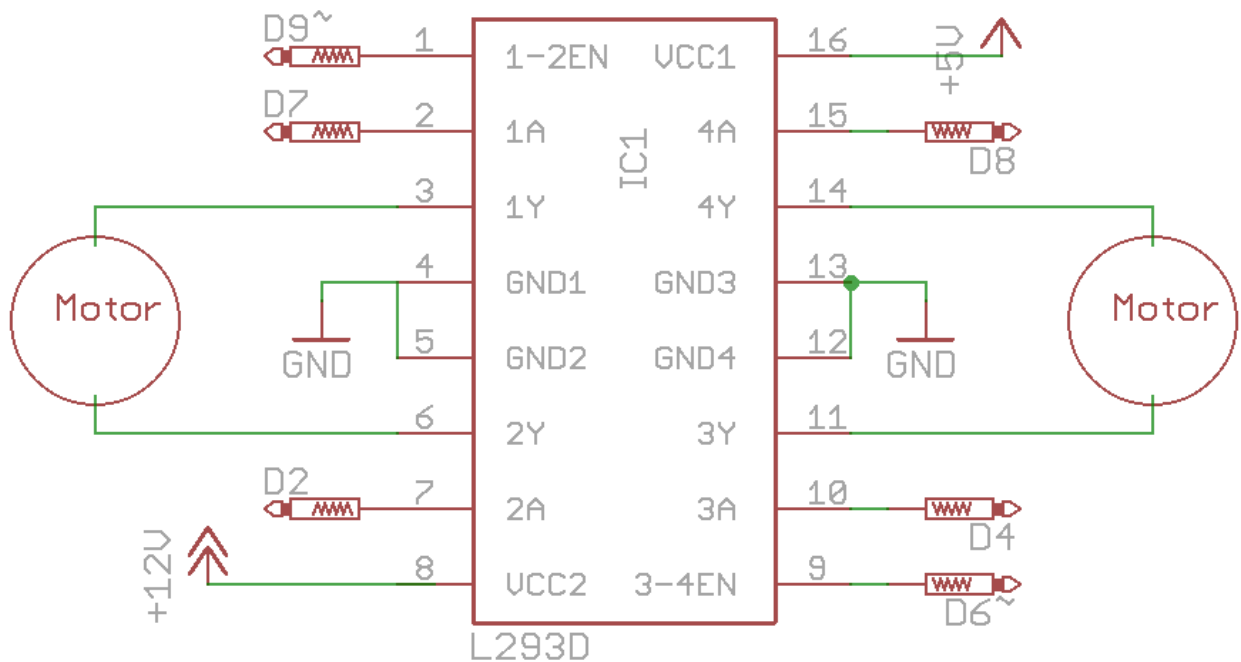 D9~
1
1-2EN
VCC1
16
+5V
D7
2
1A
4A
15
D8
IC1
3
1Y
4Y
14
Motor
4
GND1
GND3
13
Motor
GND
5
GND2
GND4
12
GND
6
2Y
3Y
11
D2
7
2A
3A
10
D4
+12V
8
VCC2
3-4EN
9
D6~
L293D